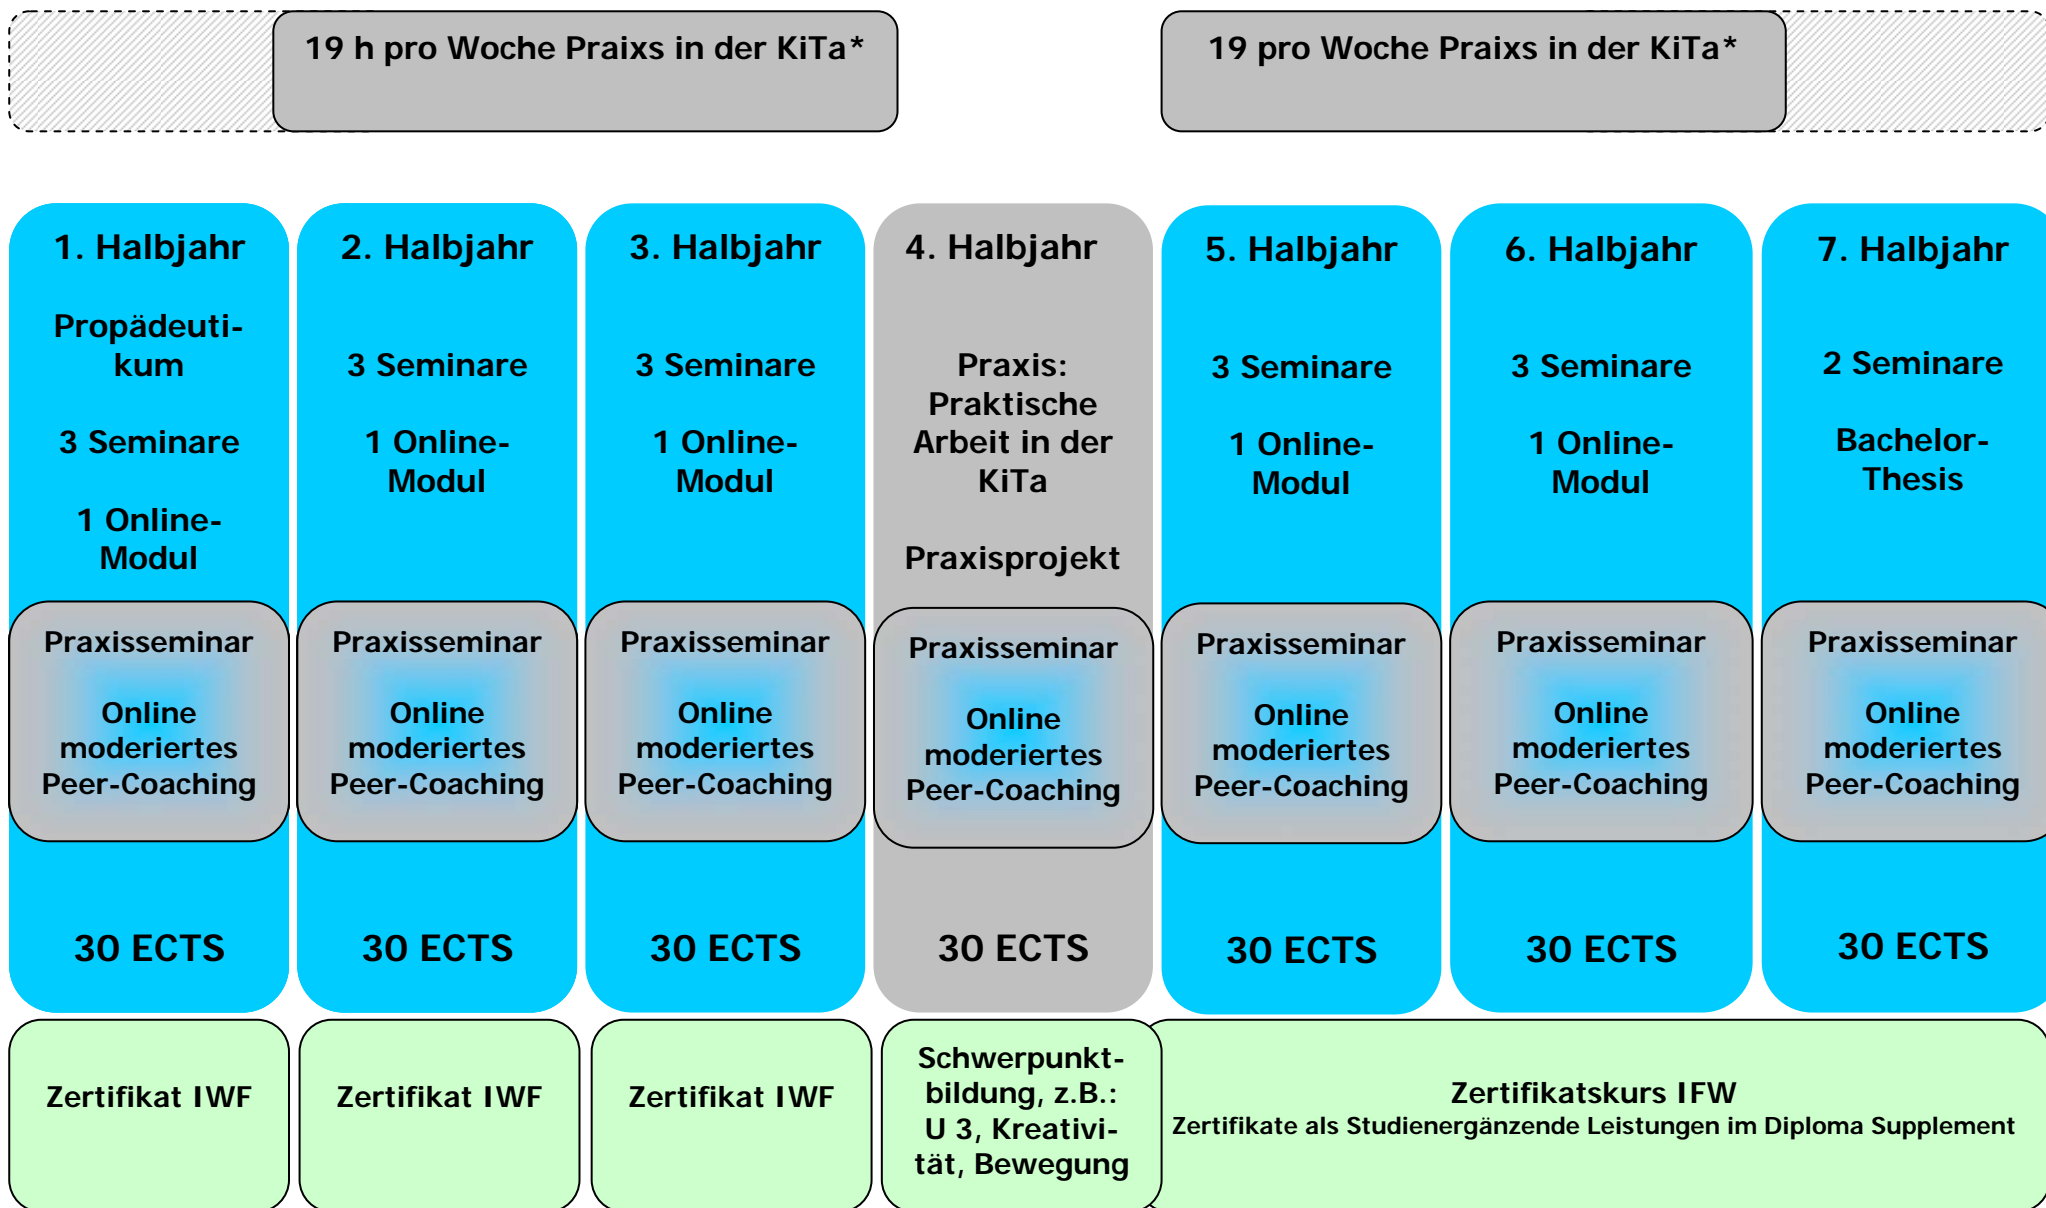 19 h pro Woche Praixs in der KiTa*
19 pro Woche Praixs in der KiTa*
1. Halbjahr
Propädeuti-
kum
3 Seminare
1 Online-
Modul
Praxisseminar
Online
moderiertes
Peer-Coaching
30 ECTS
Zertifikat IWF
2. Halbjahr
3 Seminare
1 Online-
Modul
Praxisseminar
Online
moderiertes
Peer-Coaching
30 ECTS
Zertifikat IWF
3. Halbjahr
3 Seminare
1 Online-
Modul
Praxisseminar
Online
moderiertes
Peer-Coaching
30 ECTS
Zertifikat IWF
4. Halbjahr
Praxis:
Praktische
Arbeit in der
KiTa
Praxisprojekt
Praxisseminar
Online
moderiertes
Peer-Coaching
30 ECTS
Schwerpunkt-
bildung, z.B.:
U 3, Kreativi-
tät, Bewegung
5. Halbjahr
3 Seminare
1 Online-
Modul
Praxisseminar
Online
moderiertes
Peer-Coaching
30 ECTS
6. Halbjahr
3 Seminare
1 Online-
Modul
Praxisseminar
Online
moderiertes
Peer-Coaching
30 ECTS
7. Halbjahr
2 Seminare
Bachelor-
Thesis
Praxisseminar
Online
moderiertes
Peer-Coaching
30 ECTS
Zertifikatskurs IFW
Zertifikate als Studienergänzende Leistungen im Diploma Supplement